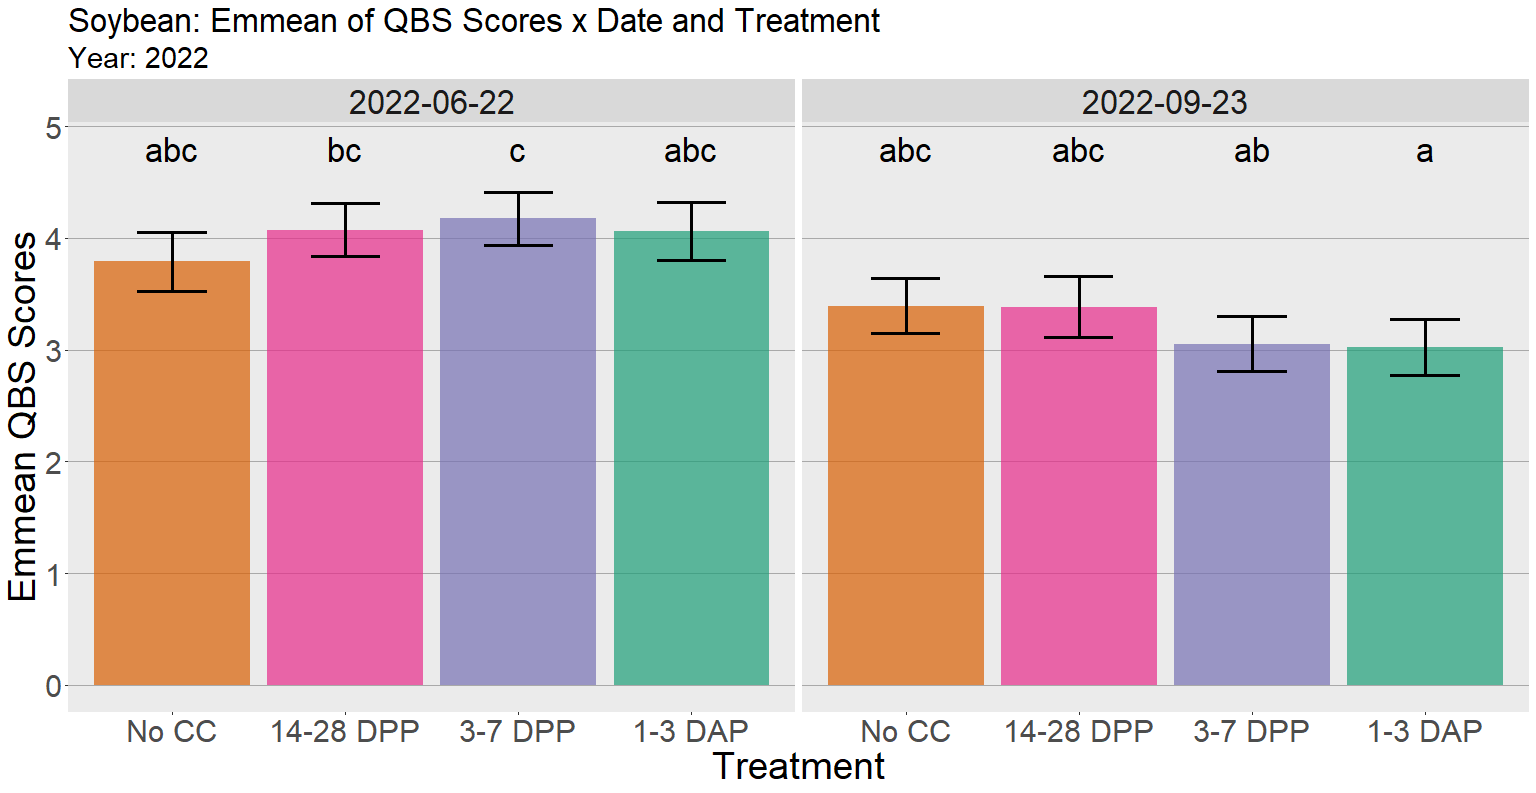 Soybean: Emmean of QBS Scores x Date and Treatment
Year: 2022
2022-06-22 2022-09-23
Emmean QBS Scores
5
4
3
2
1
0
abc bc c abc abc abc ab a
No CC 14-28 DPP 3-7 DPP 1-3 DAP No CC 14-28 DPP 3-7 DPP 1-3 DAP
Treatment